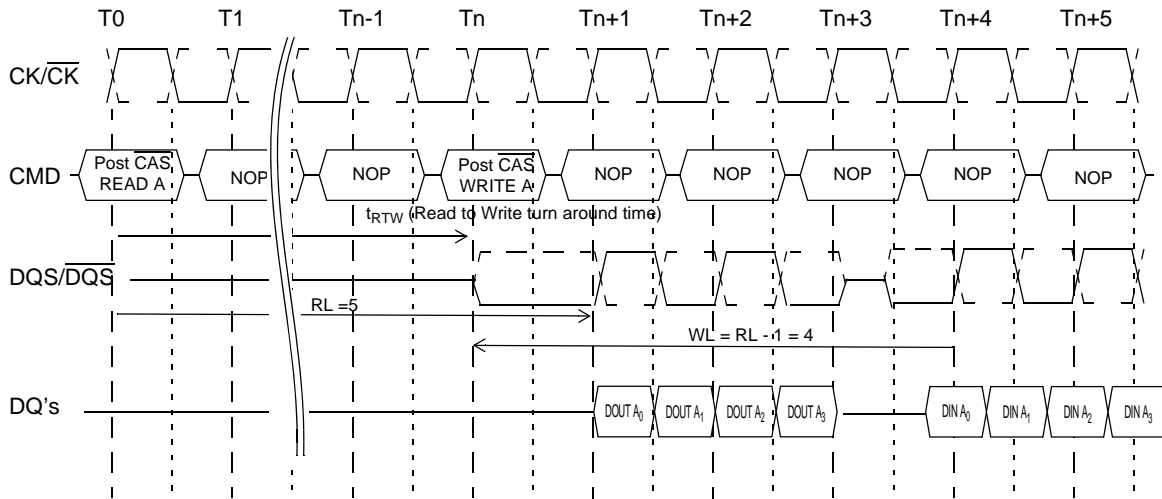 T0 T1 Tn-1 Tn Tn+1 Tn+2 Tn+3 Tn+4 Tn+5
CK/CK
CMD
Post CAS
READ A
NOP
NOP
Post CAS
WRITE A
NOP
NOP
NOP
NOP
NOP
tRTW (Read to Write turn around time)
DQS/DQS
RL =5
WL = RL - 1 = 4
DQ's
DOUT A0 DOUT A1 DOUT A2 DOUT A3 DIN A0 DIN A1 DIN A2 DIN A3